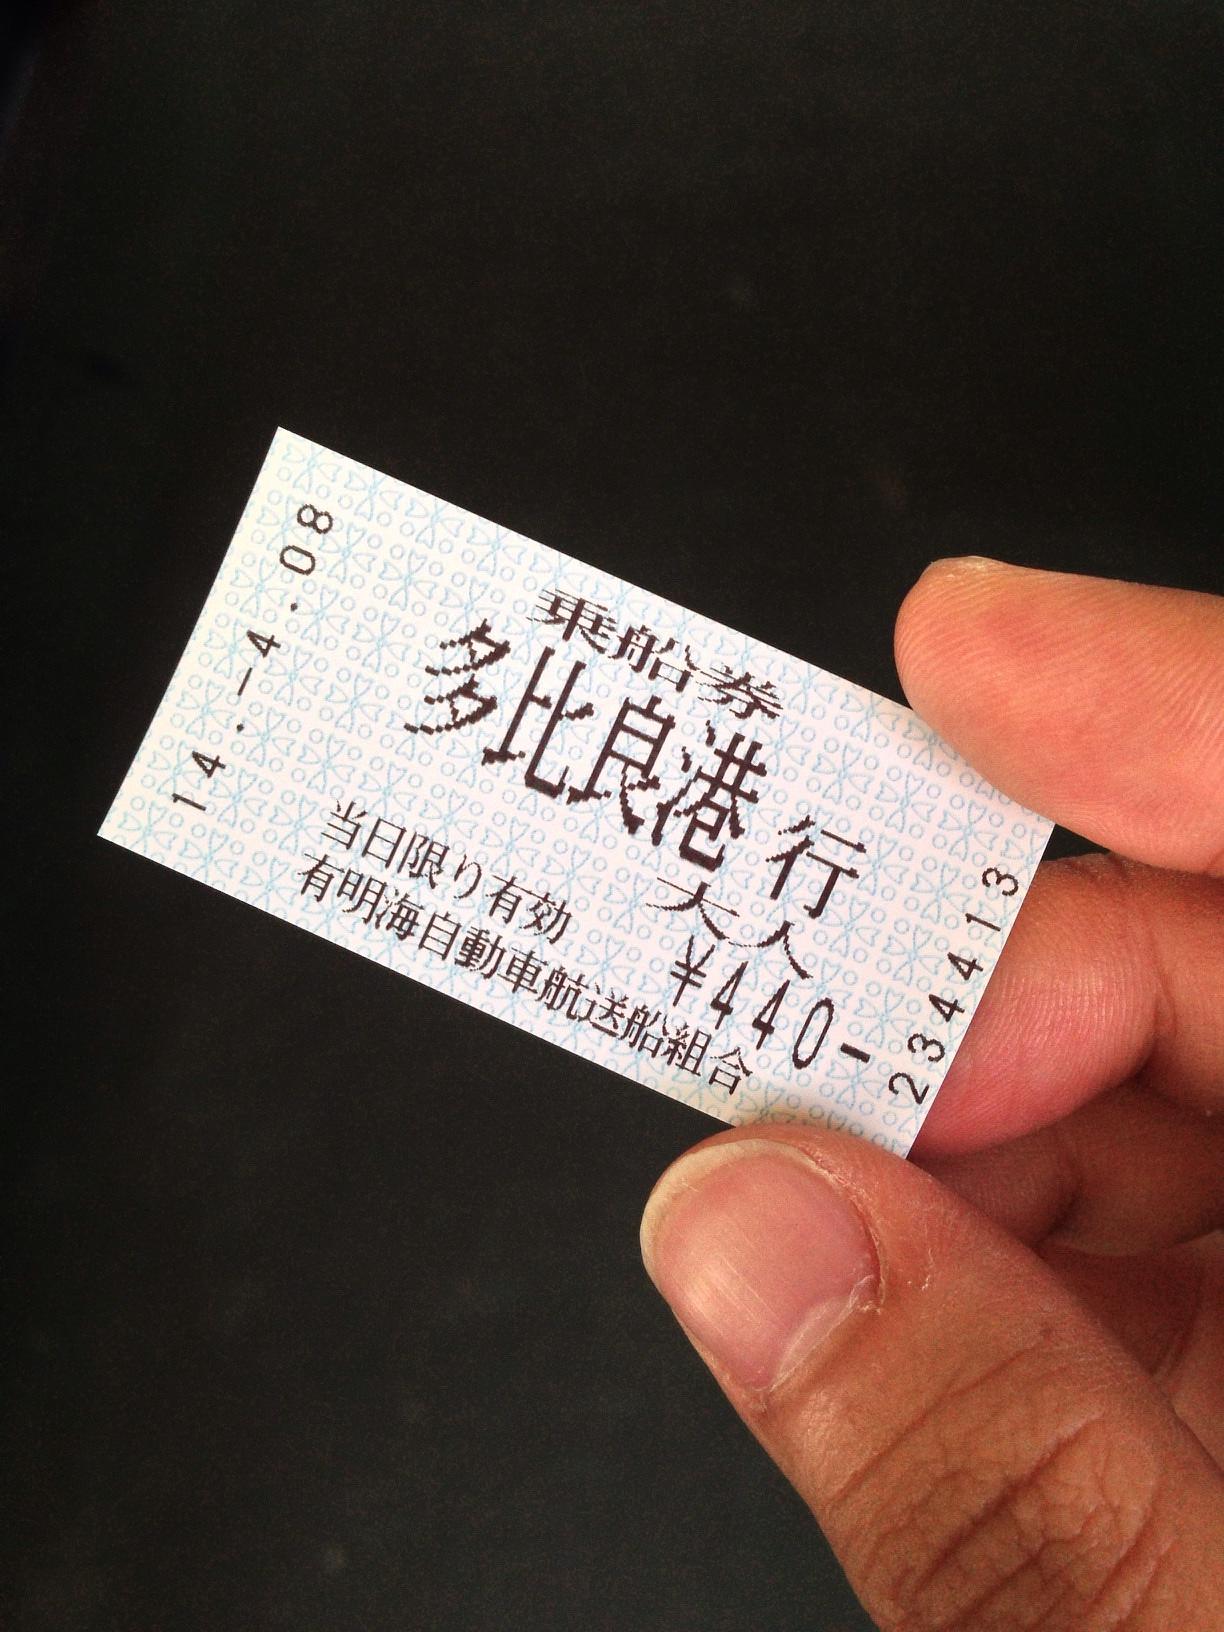 14.-4.08
乗船券
多比良港 行
大人
¥440-
当日限り有効
有明海自動車航送船組合
2344413